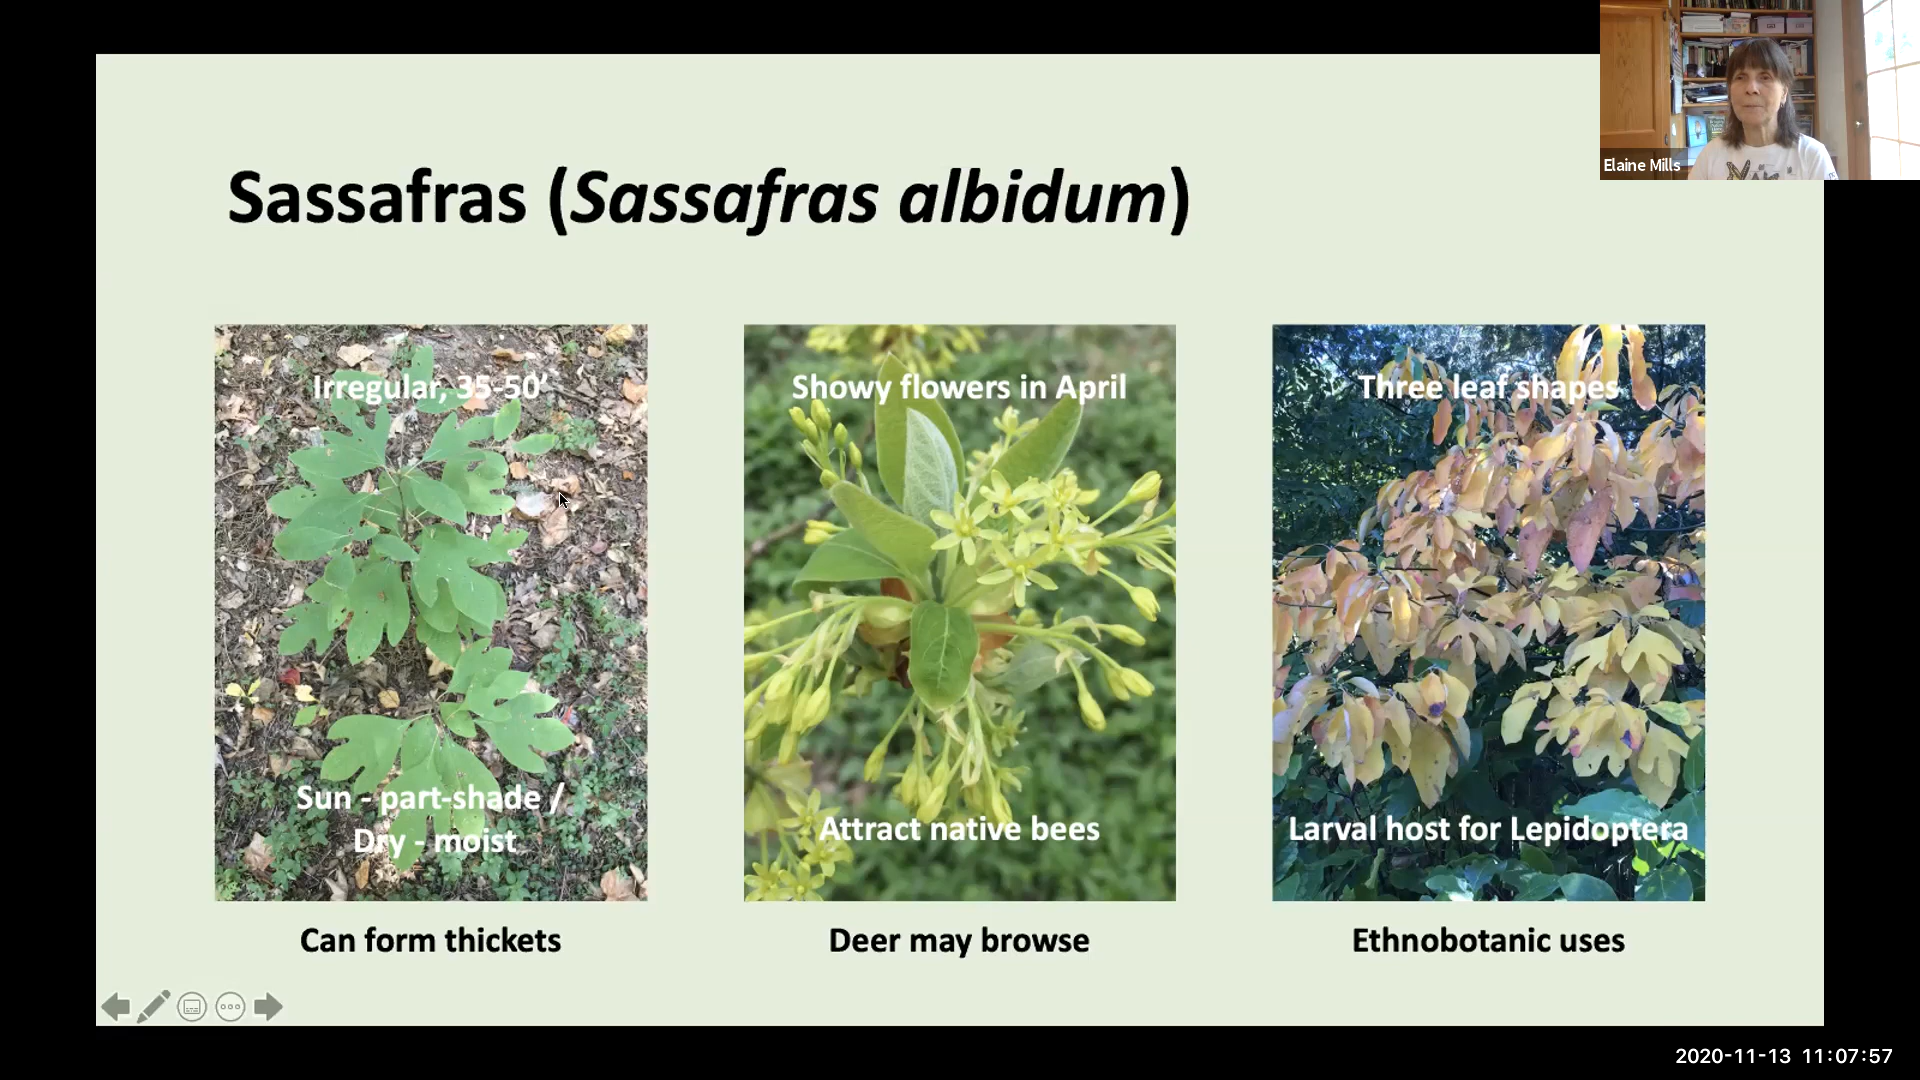 Elaine Mills
Sassafras (Sassafras albidum)
Irregular, 35-50'
Sun - part-shade /
Dry - moist
Can form thickets
Showy flowers in April
Attract native bees
Deer may browse
Three leaf shapes
Larval host for Lepidoptera
Ethnobotanic uses
2020-11-13 11:07:57